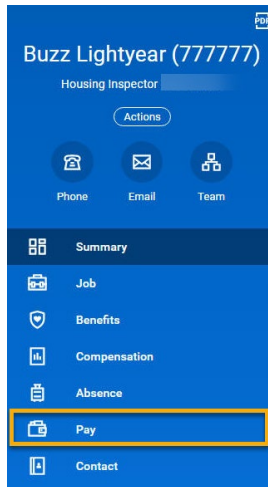 PDF
Buzz Lightyear (777777)
Housing Inspector
Actions
Phone Email Team
Summary
Job
Benefits
Compensation
Absence
Pay
Contact